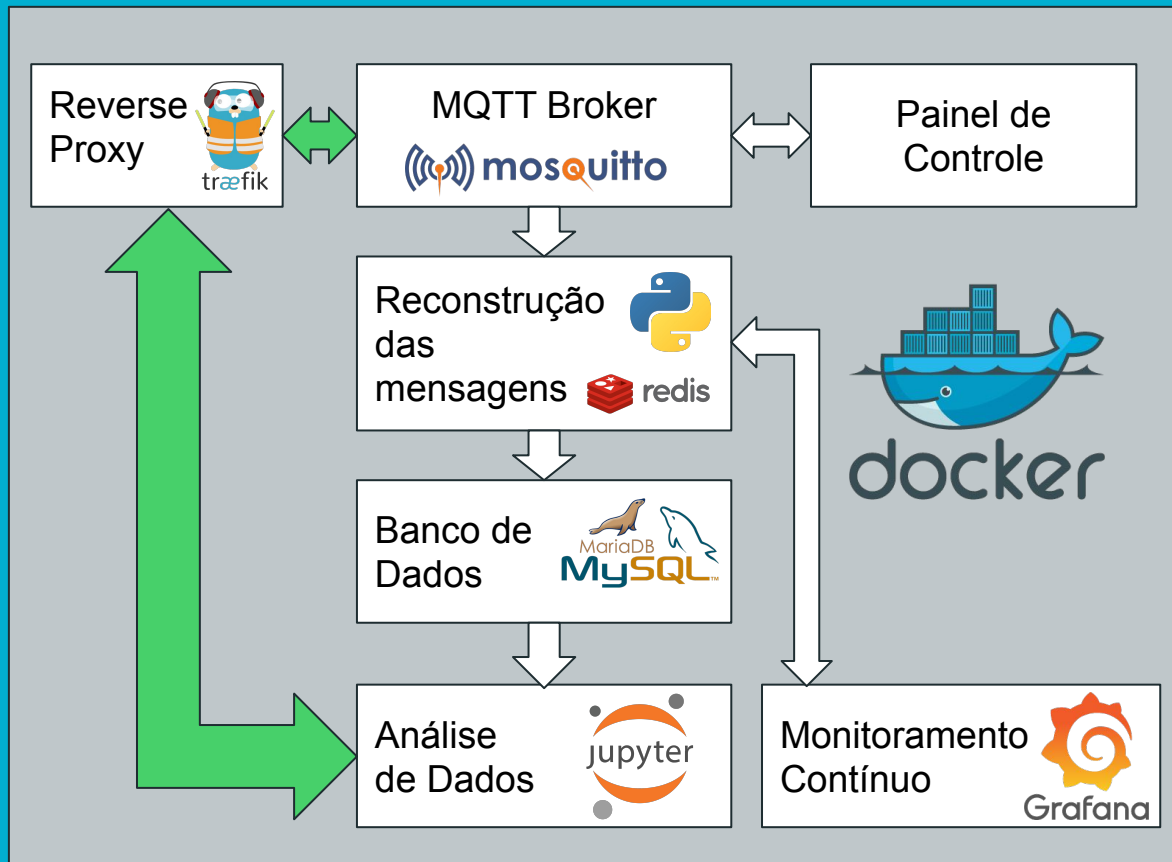 Reverse
Proxy
træfik
MQTT Broker
mosquitto
Painel de
Controle
Reconstrução
das
mensagens
redis
docker
Banco de
Dados
MariaDB
MySQL™
Análise
de Dados
jupyter
Monitoramento
Contínuo
Grafana